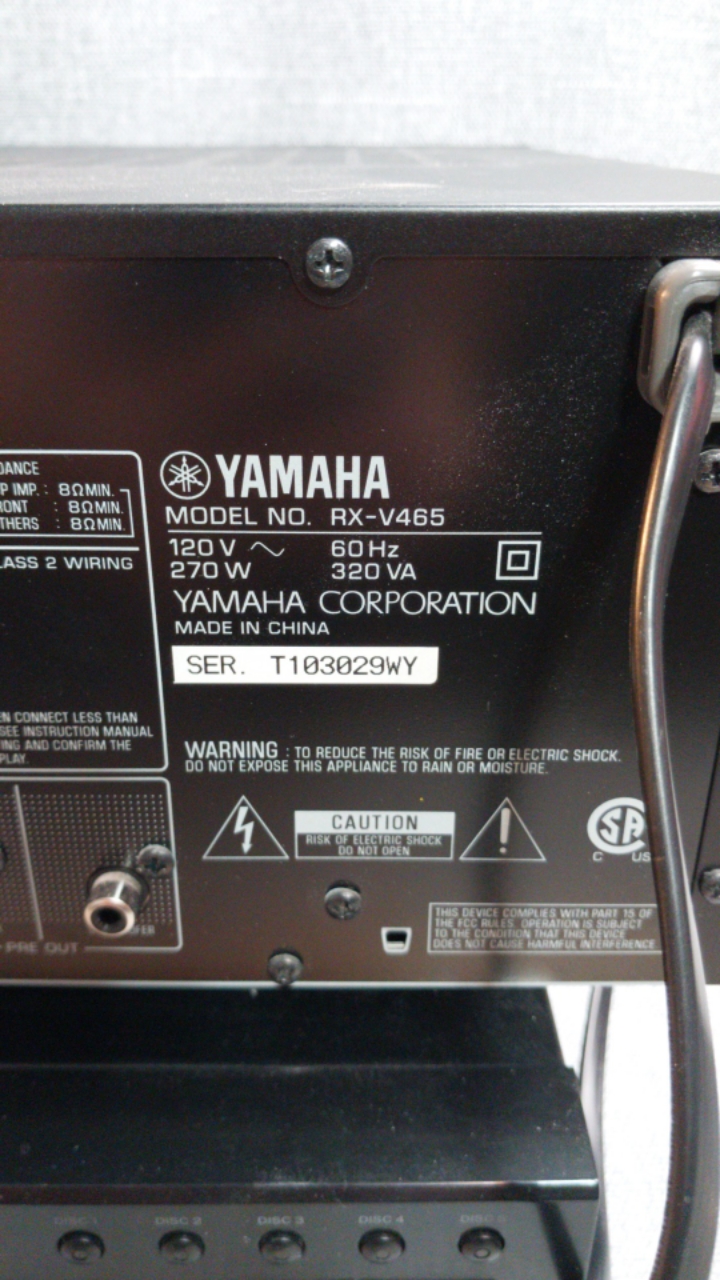 DANCE
P IMP. : 8ΩMIN.
RONT : 8ΩMIN.
THERS : 8ΩMIN.
LASS 2 WIRING
EN CONNECT LESS THAN
SEE INSTRUCTION MANUAL
ING AND CONFIRM THE
PLAY.
YAMAHA
MODEL NO. RX-V465
120 V ~ 60 Hz
270 W 320 VA
YAMAHA CORPORATION
MADE IN CHINA
SER. T103029WY
WARNING : TO REDUCE THE RISK OF FIRE OR ELECTRIC SHOCK.
DO NOT EXPOSE THIS APPLIANCE TO RAIN OR MOISTURE.
CAUTION
RISK OF ELECTRIC SHOCK
DO NOT OPEN
SA
C US
THIS DEVICE COMPLIES WITH PART 15 OF
THE FCC RULES. OPERATION IS SUBJECT
TO THE CONDITION THAT THIS DEVICE
DOES NOT CAUSE HARMFUL INTERFERENCE.
FER
PRE OUT
DISC 1 DISC 2 DISC 3 DISC 4 DISC 5